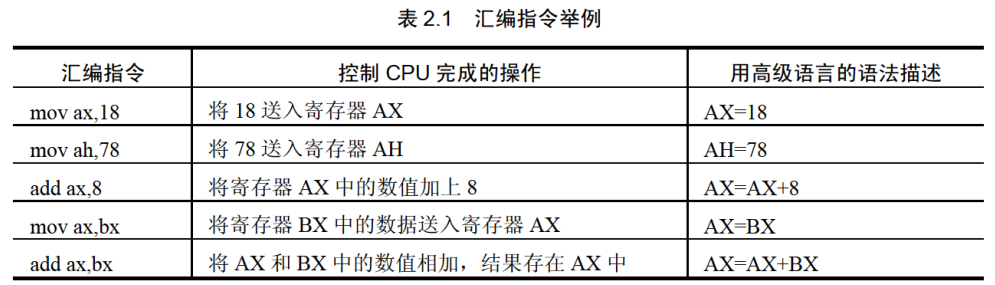 表 2.1 汇编指令举例
汇编指令 控制 CPU 完成的操作 用高级语言的语法描述
mov ax,18 将 18 送入寄存器 AX AX=18
mov ah,78 将 78 送入寄存器 AH AH=78
add ax,8 将寄存器 AX 中的数值加上 8 AX=AX+8
mov ax,bx 将寄存器 BX 中的数据送入寄存器 AX AX=BX
add ax,bx 将 AX 和 BX 中的数值相加，结果存在 AX 中 AX=AX+BX